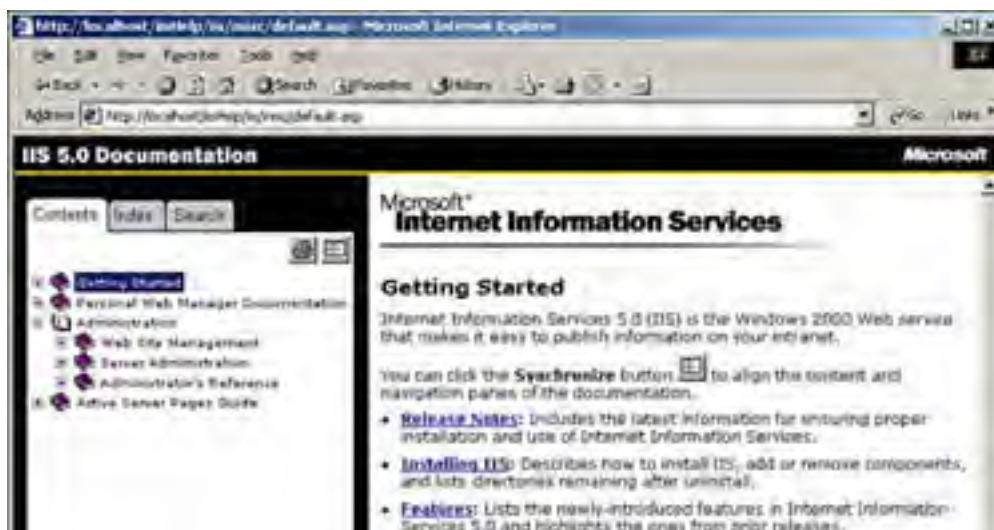 http://localhost/iishelp/iis/misc/default.asp - Microsoft Internet Explorer
File Edit View Favorites Tools Help
Back Search Favorites History
Address http://localhost/iishelp/iis/misc/default.asp Go Links
IIS 5.0 Documentation Microsoft
Contents Index Search
Getting Started
Personal Web Manager Documentation
Administration
Web Site Management
Server Administration
Administrator's Reference
Active Server Pages Guide
Microsoft®
Internet Information Services
Getting Started
Internet Information Services 5.0 (IIS) is the Windows 2000 Web service
that makes it easy to publish information on your intranet.
You can click the Synchronize button to align the content and
navigation panes of the documentation.
• Release Notes: Includes the latest information for ensuring proper
installation and use of Internet Information Services.
• Installing IIS: Describes how to install IIS, add or remove components,
and lists directories remaining after uninstall.
• Features: Lists the newly-introduced features in Internet Information
Services 5.0 and highlights the ones from prior releases.